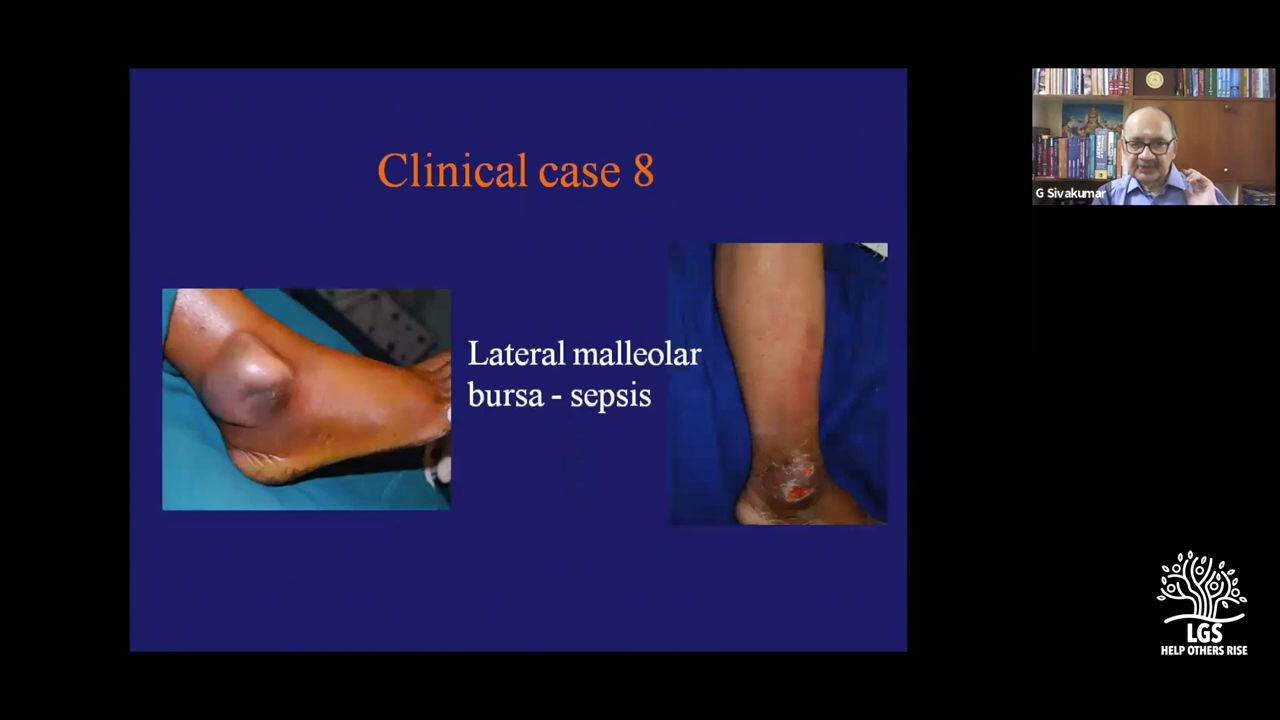 Clinical case 8
Lateral malleolar
bursa - sepsis
G Sivakumar
LGS
HELP OTHERS RISE